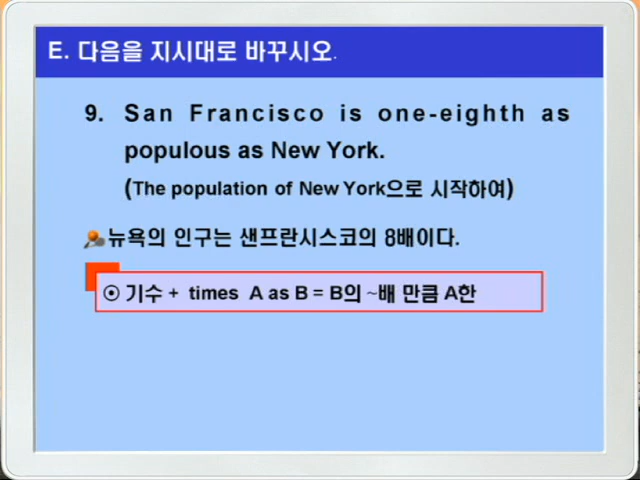 E. 다음을 지시대로 바꾸시오.
9. San Francisco is one-eighth as
populous as New York.
(The population of New York으로 시작하여)
뉴욕의 인구는 샌프란시스코의 8배이다.
⊙ 기수 + times A as B = B의 ~배 만큼 A한